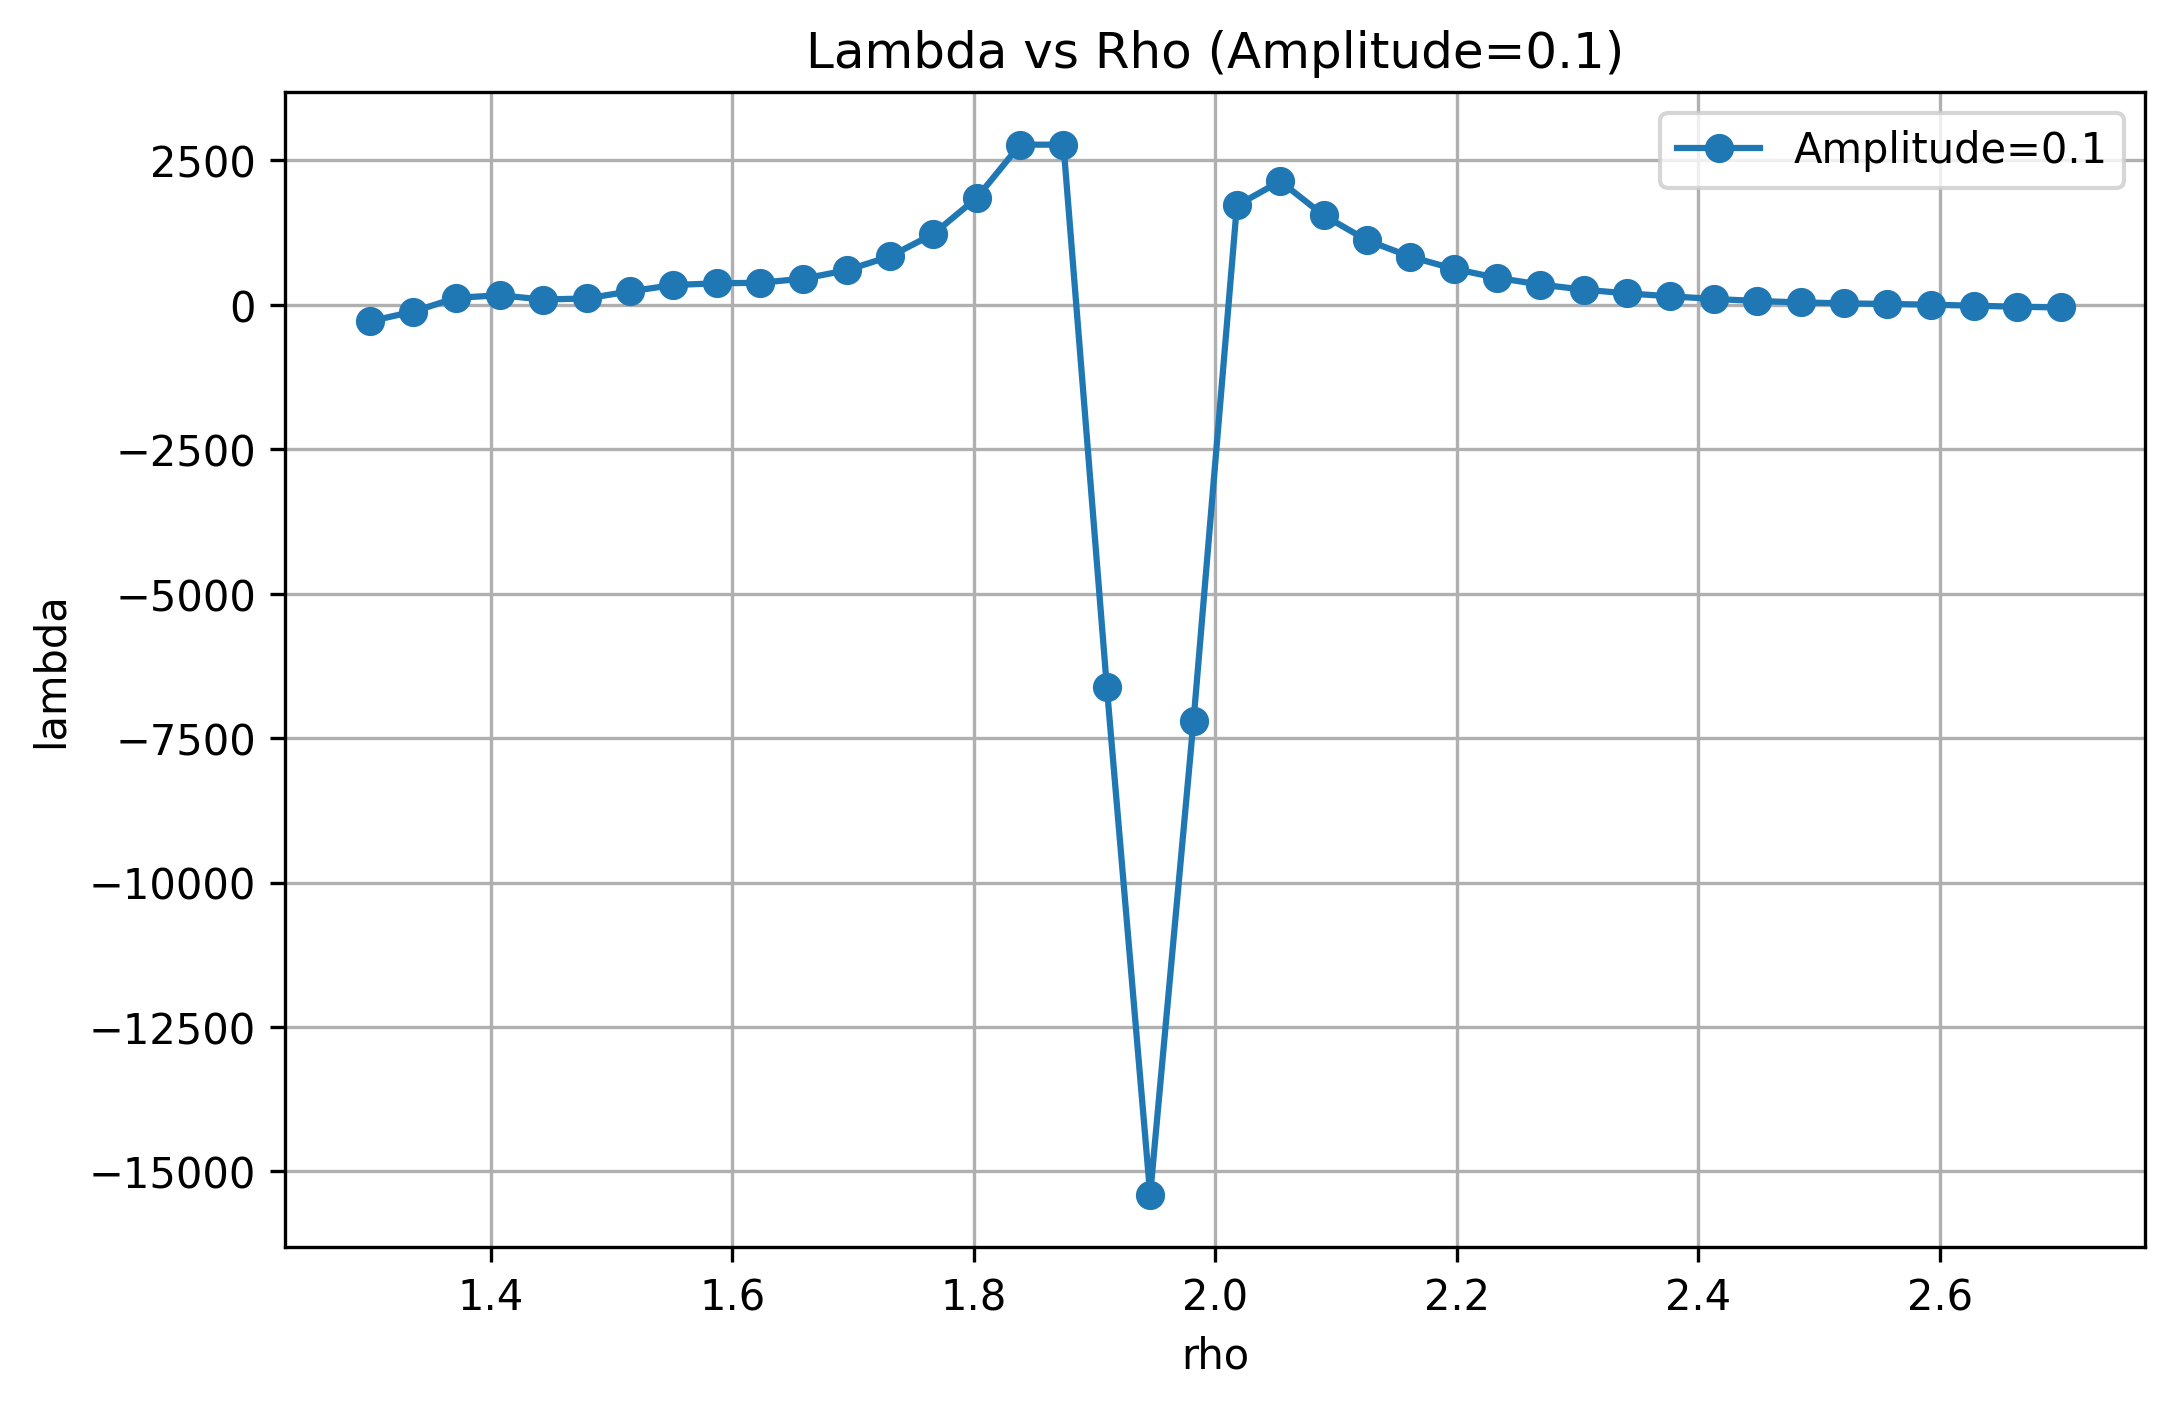 Lambda vs Rho (Amplitude=0.1)
Amplitude=0.1
2500
0
−2500
−5000
−7500
−10000
−12500
−15000
lambda
1.4 1.6 1.8 2.0 2.2 2.4 2.6
rho